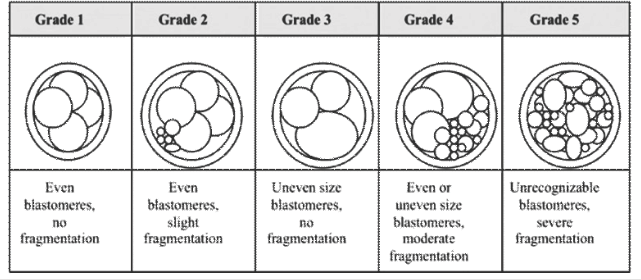 Grade 1
Grade 2
Grade 3
Grade 4
Grade 5
Even
blastomeres,
no
fragmentation
Even
blastomeres,
slight
fragmentation
Uneven size
blastomeres,
no
fragmentation
Even or
uneven size
blastomeres,
moderate
fragmentation
Unrecognizable
blastomeres,
severe
fragmentation